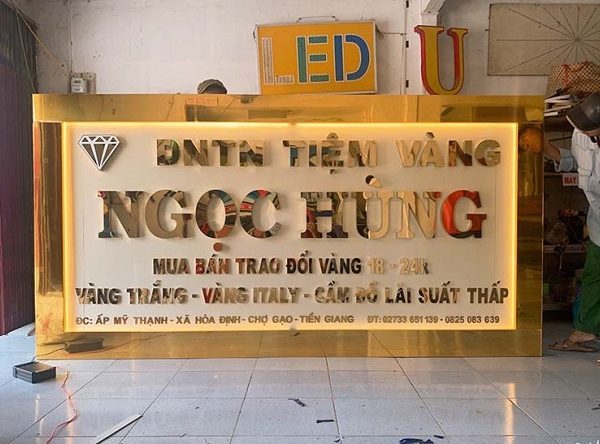 LED
U
DNTN TIỆM VÀNG
NGỌC HÙNG
MUA BÁN TRAO ĐỔI VÀNG 18 - 24k
VÀNG TRẮNG - VÀNG ITALY - CẦM ĐỒ LÃI SUẤT THẤP
ĐC: ẤP MỸ THẠNH - XÃ HÒA ĐỊNH - CHỢ GẠO - TIỀN GIANG ĐT: 02733 651 139 - 0825 083 639
MAY